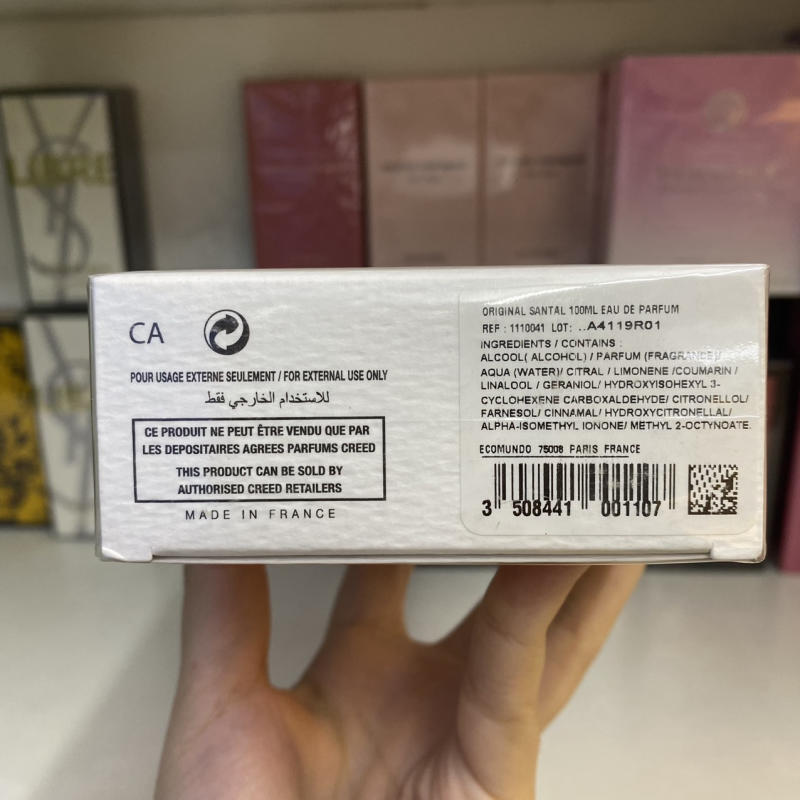 LIBRE
CA
POUR USAGE EXTERNE SEULEMENT / FOR EXTERNAL USE ONLY
للاستخدام الخارجي فقط
CE PRODUIT NE PEUT ÊTRE VENDU QUE PAR
LES DEPOSITAIRES AGREES PARFUMS CREED
THIS PRODUCT CAN BE SOLD BY
AUTHORISED CREED RETAILERS
MADE IN FRANCE
ORIGINAL SANTAL 100ML EAU DE PARFUM
REF : 1110041 LOT: ..A4119R01
INGREDIENTS / CONTAINS :
ALCOOL( ALCOHOL) / PARFUM (FRAGRANCE)/
AQUA (WATER)/ CITRAL / LIMONENE /COUMARIN /
LINALOOL / GERANIOL/ HYDROXYISOHEXYL 3-
CYCLOHEXENE CARBOXALDEHYDE/ CITRONELLOL/
FARNESOL/ CINNAMAL/ HYDROXYCITRONELLAL/
ALPHA-ISOMETHYL IONONE/ METHYL 2-OCTYNOATE.
ECOMUNDO 75008 PARIS FRANCE
3 508441 001107